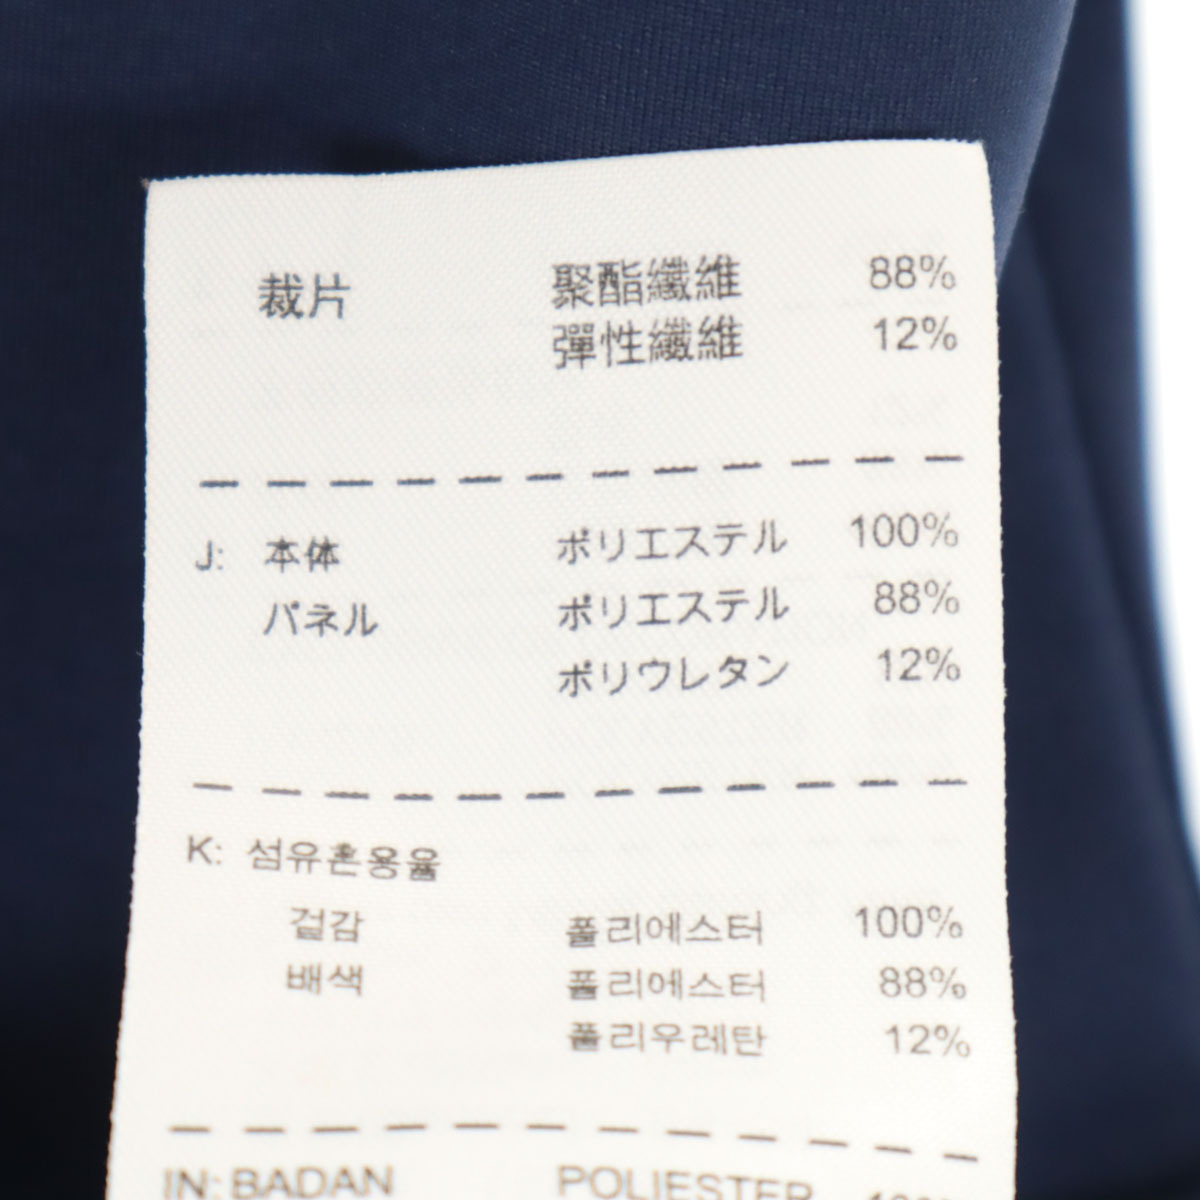 裁片 聚酯纖維 88%
彈性纖維 12%
J: 本体 ポリエステル 100%
パネル ポリエステル 88%
ポリウレタン 12%
K: 섬유혼용율
겉감 폴리에스터 100%
배색 폴리에스터 88%
폴리우레탄 12%
IN: BADAN POLIESTER